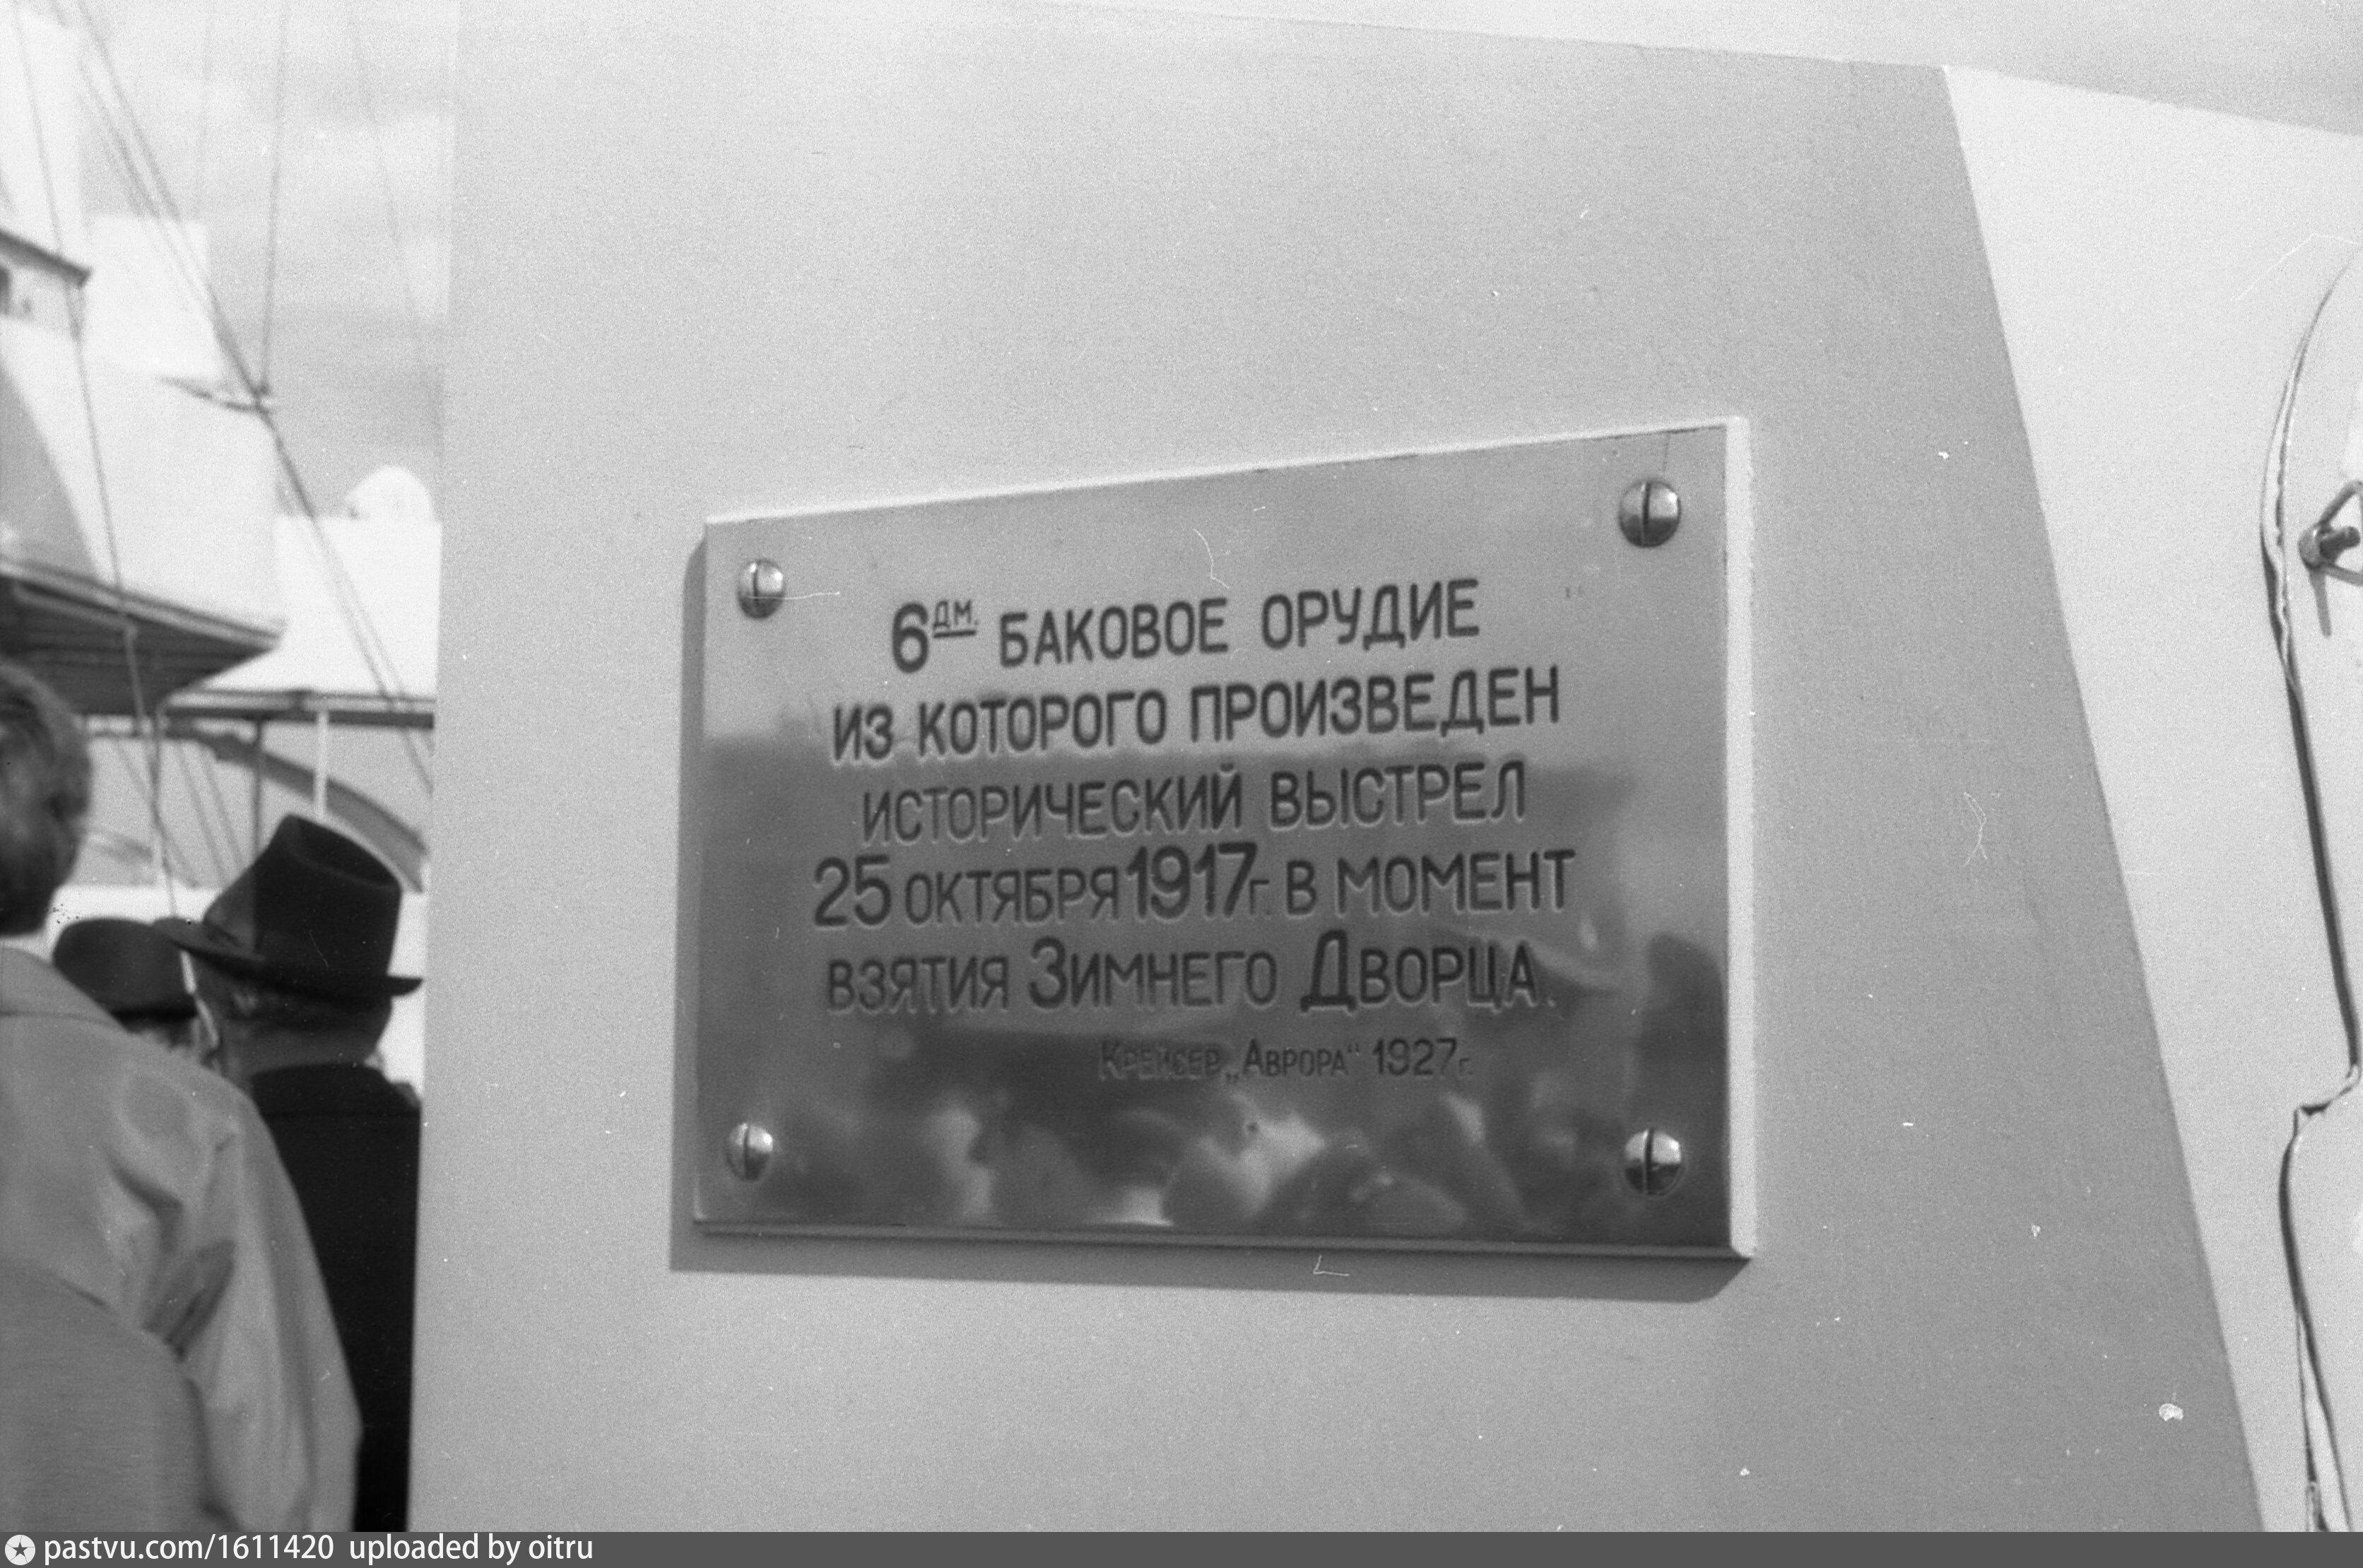 6дм. БАКОВОЕ ОРУДИЕ
ИЗ КОТОРОГО ПРОИЗВЕДЕН
ИСТОРИЧЕСКИЙ ВЫСТРЕЛ
25 ОКТЯБРЯ 1917г. В МОМЕНТ
ВЗЯТИЯ ЗИМНЕГО ДВОРЦА.
КРЕЙСЕР „АВРОРА“ 1927г.
pastvu.com/1611420 uploaded by oitru